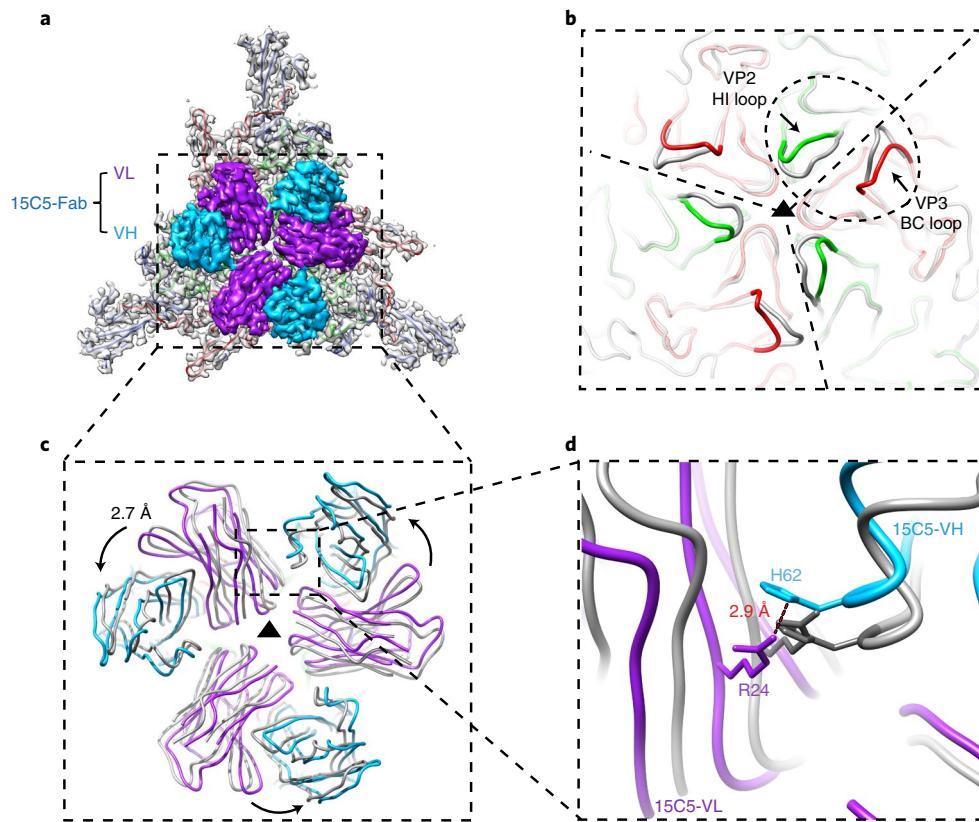 a
VL
15C5-Fab
VH
b
VP2
HI loop
VP3
BC loop
c
2.7 Å
d
15C5-VH
H62
2.9 Å
R24
15C5-VL